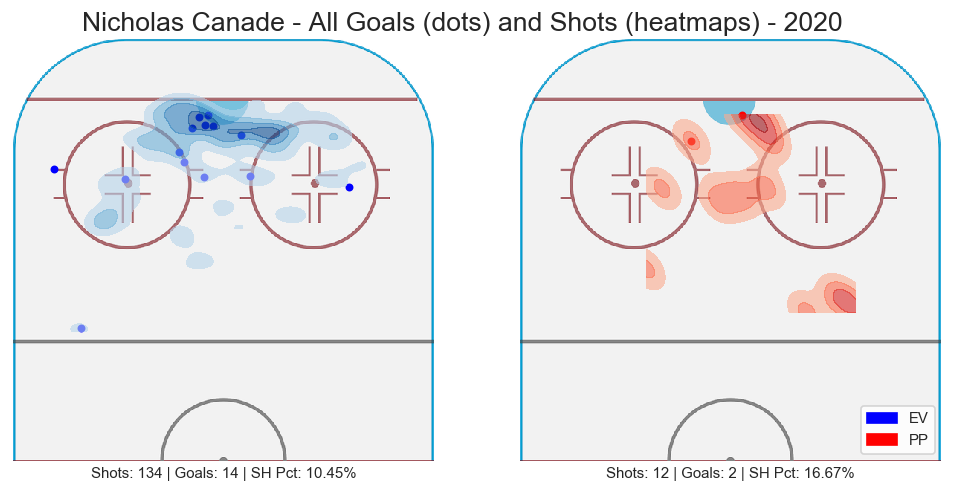 Nicholas Canade - All Goals (dots) and Shots (heatmaps) - 2020
EV
PP
Shots: 134 | Goals: 14 | SH Pct: 10.45%
Shots: 12 | Goals: 2 | SH Pct: 16.67%